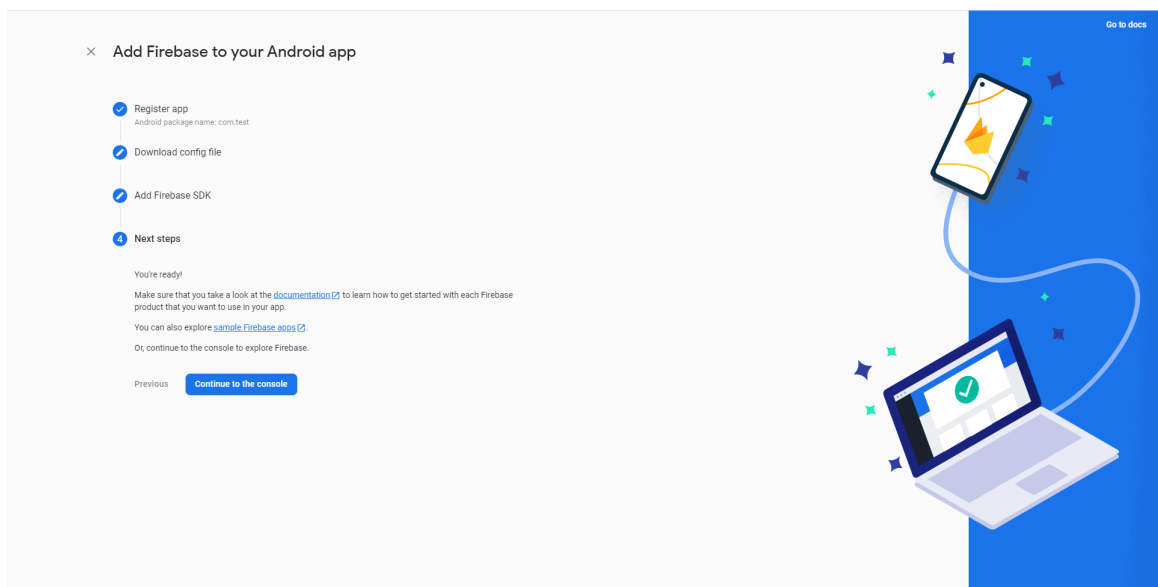 Go to docs
Add Firebase to your Android app
Register app
Android package name: com.test
Download config file
Add Firebase SDK
4 Next steps
You're ready!
Make sure that you take a look at the documentation to learn how to get started with each Firebase
product that you want to use in your app.
You can also explore sample Firebase apps.
Or, continue to the console to explore Firebase.
Previous Continue to the console